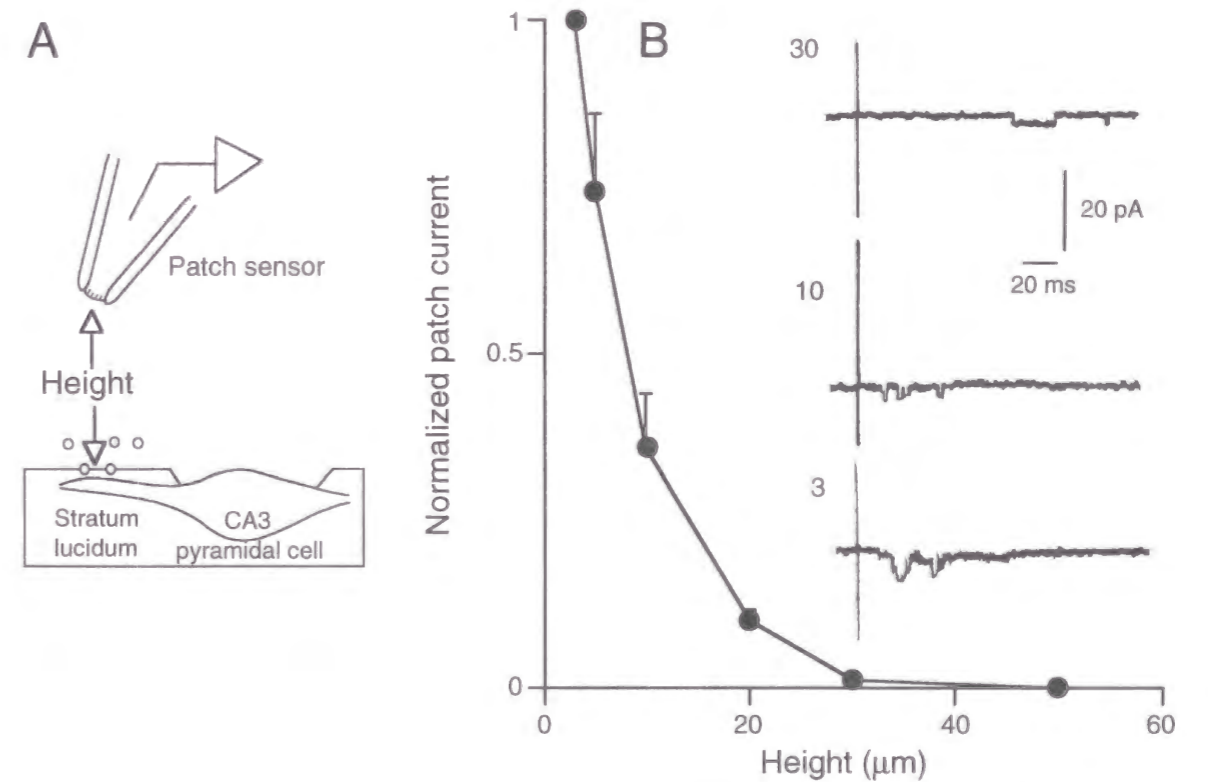 A
Patch sensor
Height
Stratum
lucidum
CA3
pyramidal cell
B
Normalized patch current
1
0.5
0
0
20
40
60
Height (μm)
30
20 pA
20 ms
10
3